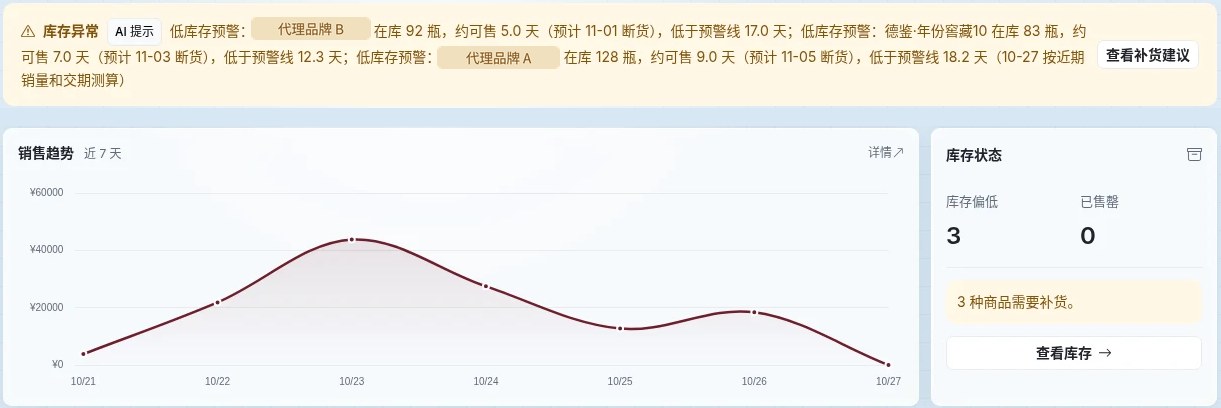 库存异常 AI 提示 低库存预警：代理品牌 B 在库 92 瓶，约可售 5.0 天（预计 11-01 断货），低于预警线 17.0 天；低库存预警：德鉴·年份窖藏10 在库 83 瓶，约
可售 7.0 天（预计 11-03 断货），低于预警线 12.3 天；低库存预警：代理品牌 A 在库 128 瓶，约可售 9.0 天（预计 11-05 断货），低于预警线 18.2 天（10-27 按近期
销量和交期测算）
查看补货建议
销售趋势 近 7 天
详情↗
¥60000
¥40000
¥20000
¥0
10/21 10/22 10/23 10/24 10/25 10/26 10/27
库存状态
库存偏低 已售罄
3 0
3 种商品需要补货。
查看库存 →